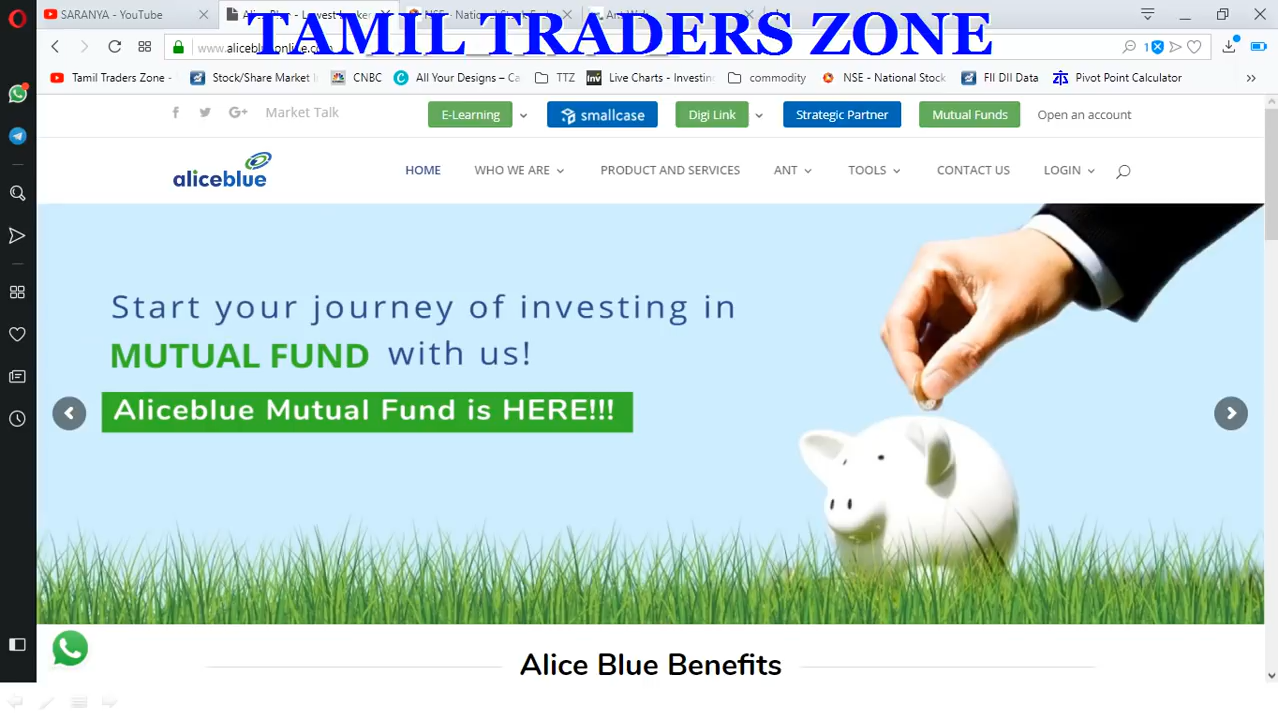 SARANYA - YouTube
TAMIL TRADERS ZONE
Tamil Traders Zone -
Stock/Share Market
CNBC
All Your Designes – Ca
TTZ
Inv
Live Charts - Investin
commodity
NSE - National Stock
FII DII Data
Pivot Point Calculator
»
Market Talk
E-Learning
smallcase
Digi Link
Strategic Partner
Mutual Funds
Open an account
aliceblue
HOME
WHO WE ARE
PRODUCT AND SERVICES
ANT
TOOLS
CONTACT US
LOGIN
Start your journey of investing in
MUTUAL FUND with us!
Aliceblue Mutual Fund is HERE!!!
Alice Blue Benefits